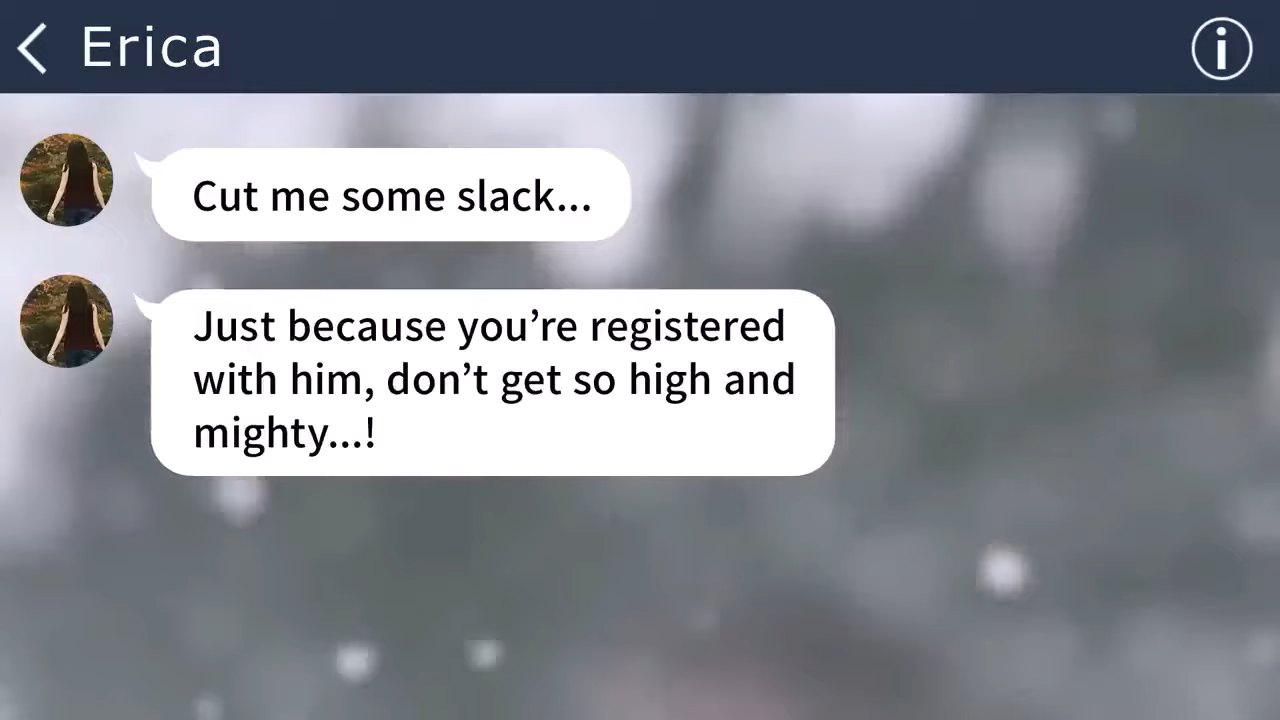 Erica
Cut me some slack...
Just because you’re registered
with him, don’t get so high and
mighty...!